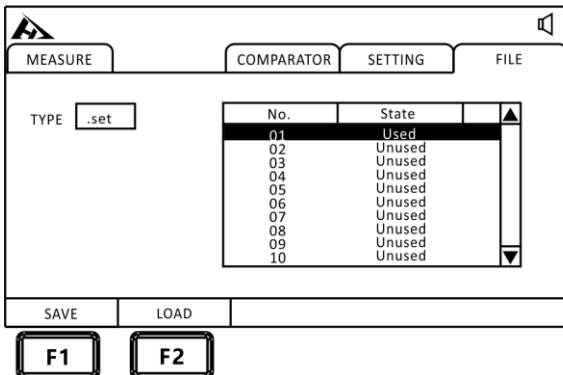 MEASURE COMPARATOR SETTING FILE
TYPE .set
No. State
01 Used
02 Unused
03 Unused
04 Unused
05 Unused
06 Unused
07 Unused
08 Unused
09 Unused
10 Unused
SAVE LOAD
F1 F2